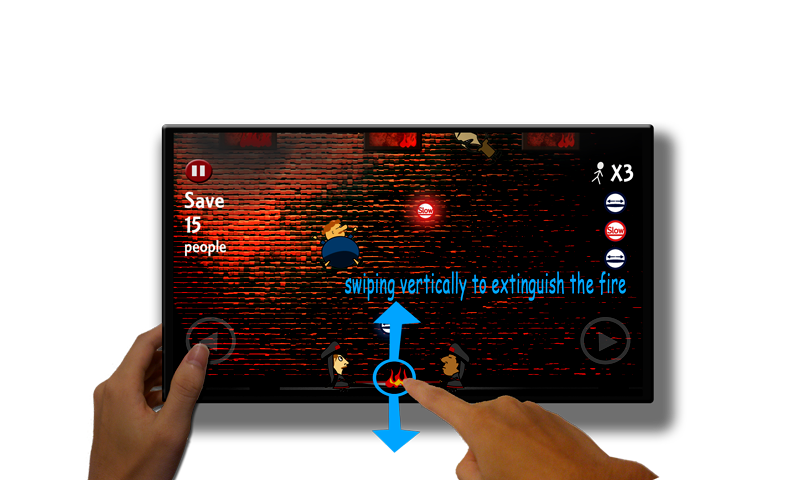 X3
Save
15
people
Slow
Slow
swiping vertically to extinguish the fire